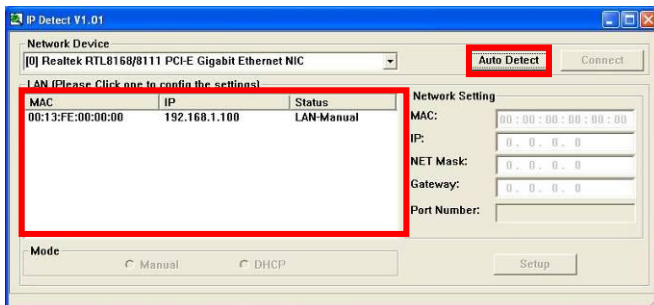 IP Detect V1.01
Network Device
[0] Realtek RTL8168/8111 PCI-E Gigabit Ethernet NIC
Auto Detect
Connect
LAN (Please Click one to config the settings)
MAC IP Status
00:13:FE:00:00:00 192.168.1.100 LAN-Manual
Network Setting
MAC: 00 : 00 : 00 : 00 : 00 : 00
IP: 0 . 0 . 0 . 0
NET Mask: 0 . 0 . 0 . 0
Gateway: 0 . 0 . 0 . 0
Port Number:
Mode
Manual DHCP
Setup